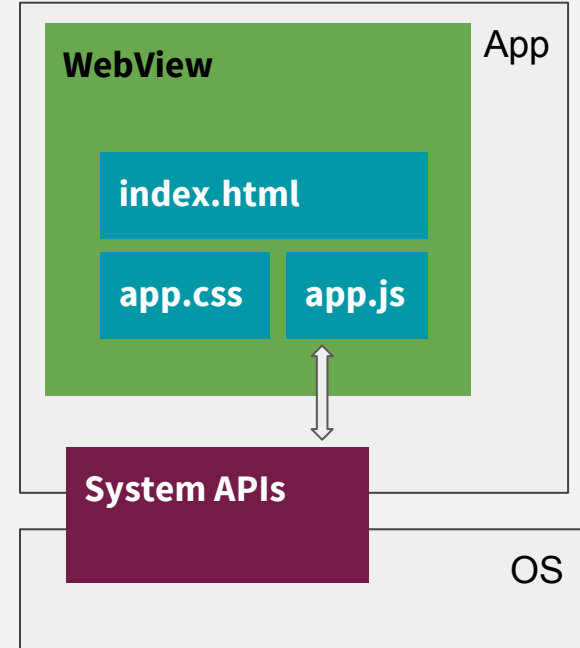 App
WebView
index.html
app.css
app.js
System APIs
OS